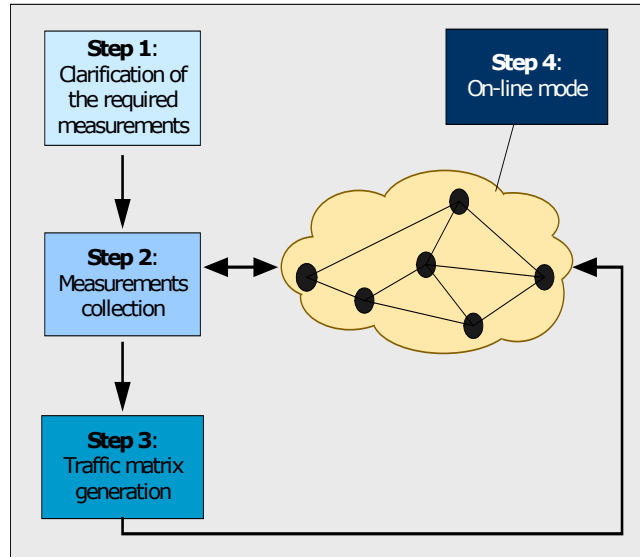 Step 1:
Clarification of
the required
measurements
Step 4:
On-line mode
Step 2:
Measurements
collection
Step 3:
Traffic matrix
generation